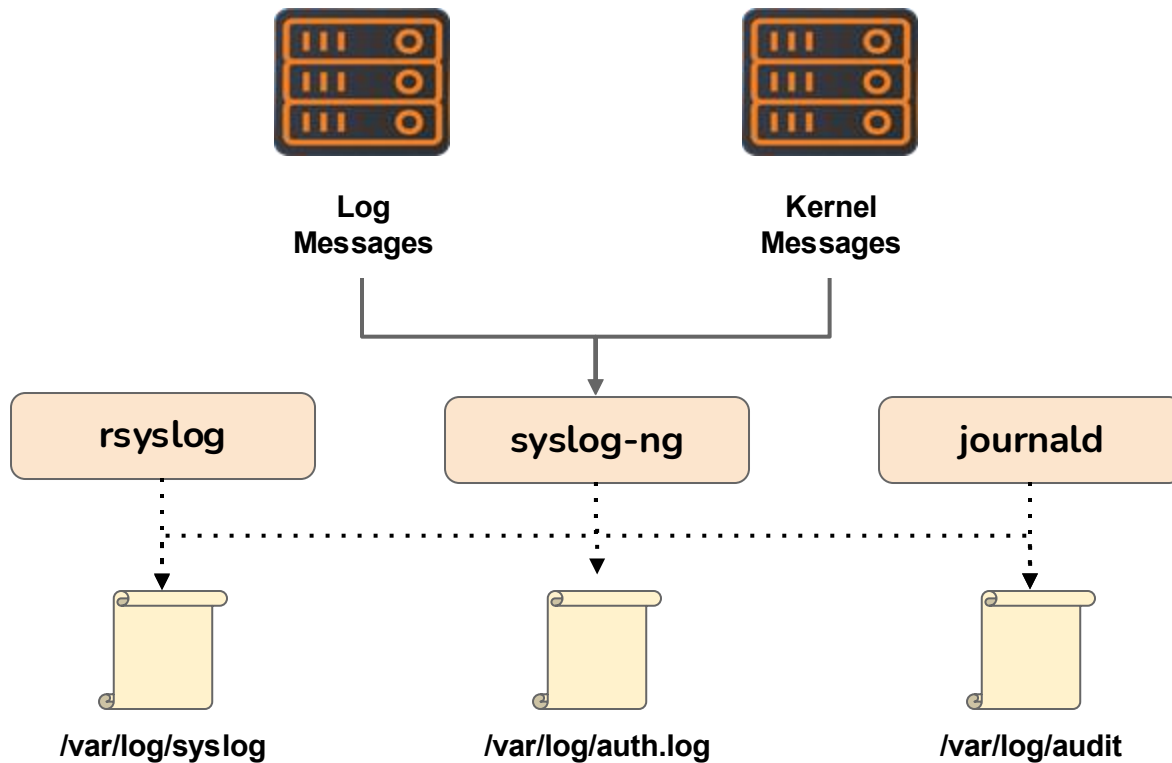 Log
Messages
Kernel
Messages
rsyslog
syslog-ng
journald
/var/log/syslog
/var/log/auth.log
/var/log/audit